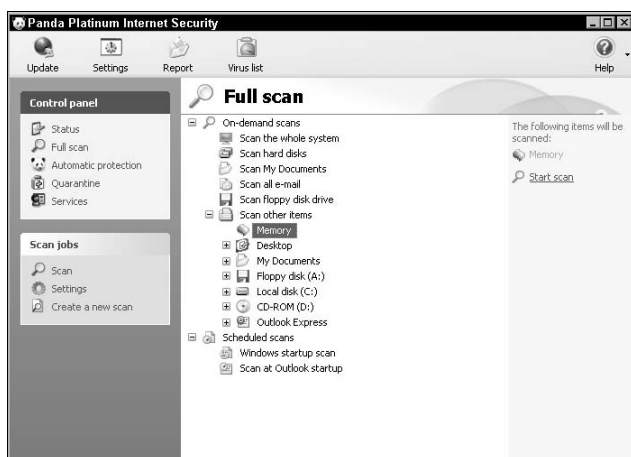 Panda Platinum Internet Security
Update Settings Report Virus list Help
Control panel
Status
Full scan
Automatic protection
Quarantine
Services
Scan jobs
Scan
Settings
Create a new scan
Full scan
On-demand scans
Scan the whole system
Scan hard disks
Scan My Documents
Scan all e-mail
Scan floppy disk drive
Scan other items
Memory
Desktop
My Documents
Floppy disk (A:)
Local disk (C:)
CD-ROM (D:)
Outlook Express
Scheduled scans
Windows startup scan
Scan at Outlook startup
The following items will be
scanned:
Memory
Start scan